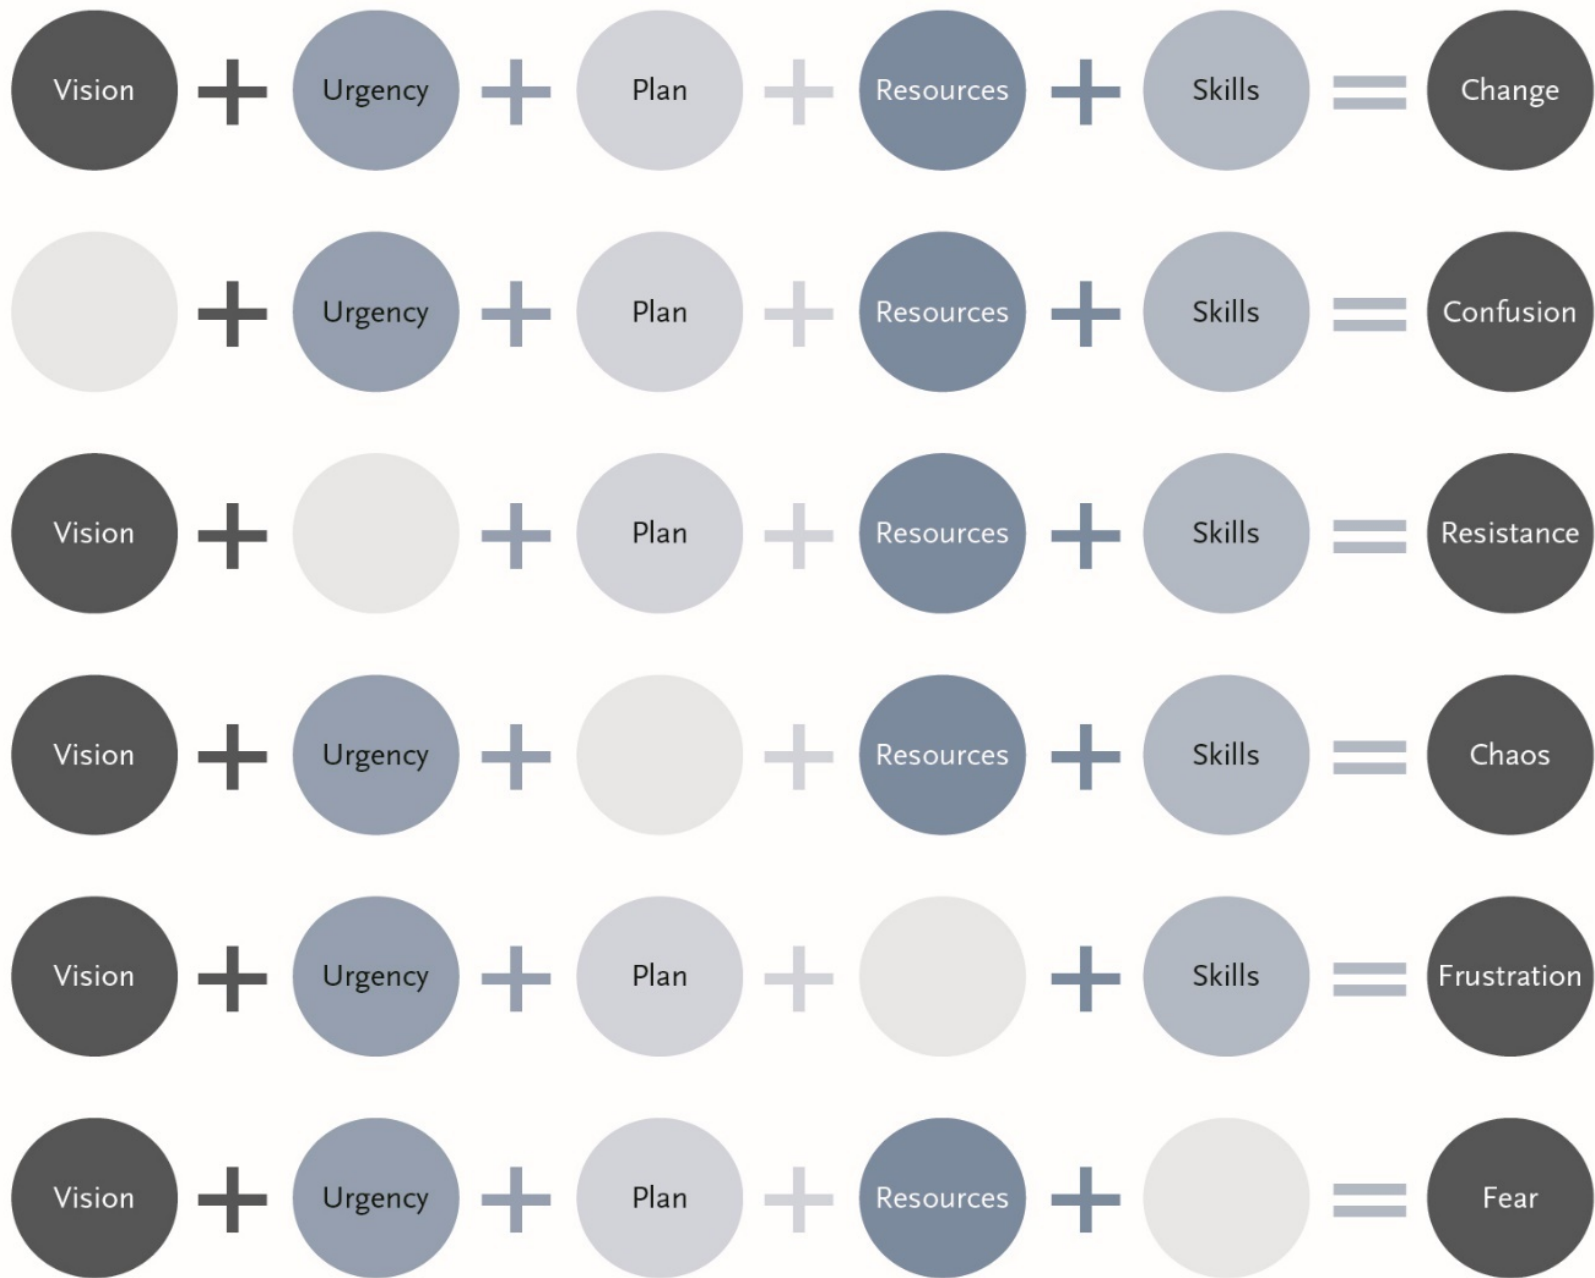 Vision + Urgency + Plan + Resources + Skills = Change
+ Urgency + Plan + Resources + Skills = Confusion
Vision + + Plan + Resources + Skills = Resistance
Vision + Urgency + + Resources + Skills = Chaos
Vision + Urgency + Plan + + Skills = Frustration
Vision + Urgency + Plan + Resources + = Fear